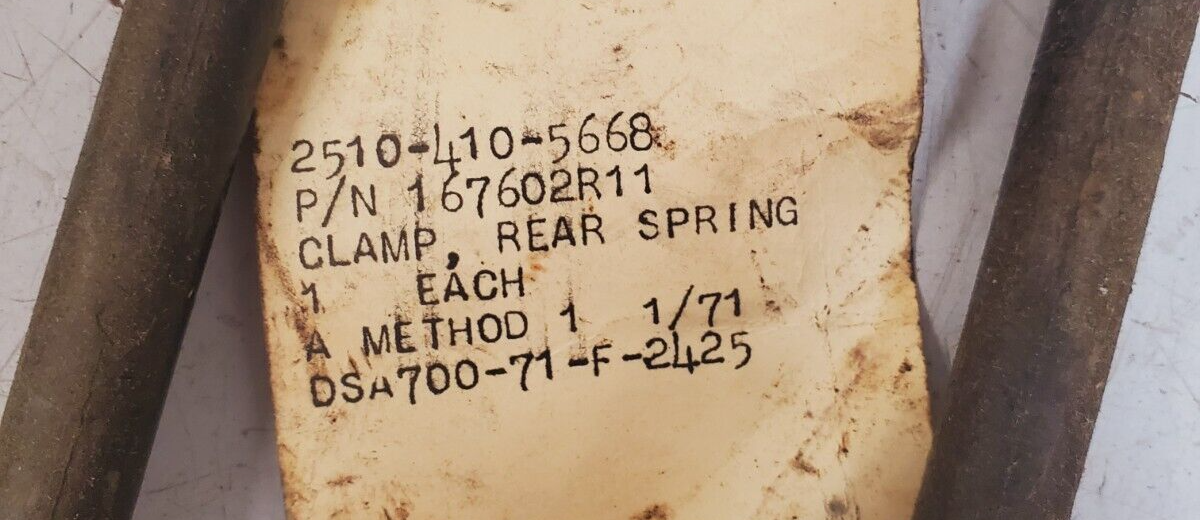 2510-410-5668
P/N 167602R11
CLAMP, REAR SPRING
1 EACH
A METHOD 1 1/71
DSA700-71-F-2425